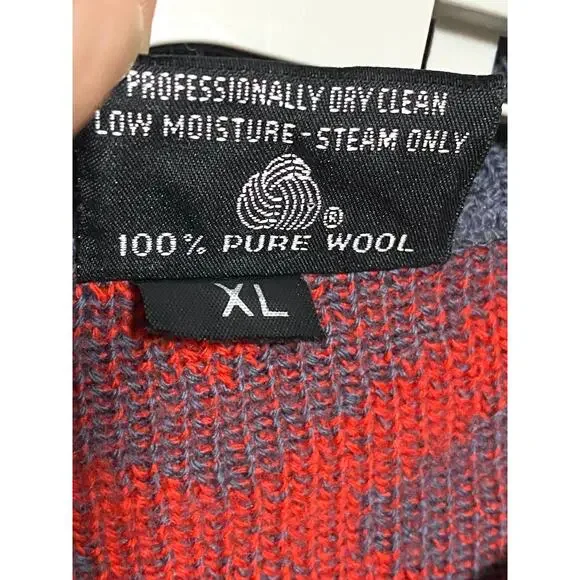 PROFESSIONALLY DRY CLEAN
LOW MOISTURE-STEAM ONLY
®
100% PURE WOOL
XL